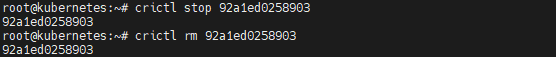 root@kubernetes:~# crictl stop 92a1ed0258903
92a1ed0258903
root@kubernetes:~# crictl rm 92a1ed0258903
92a1ed0258903